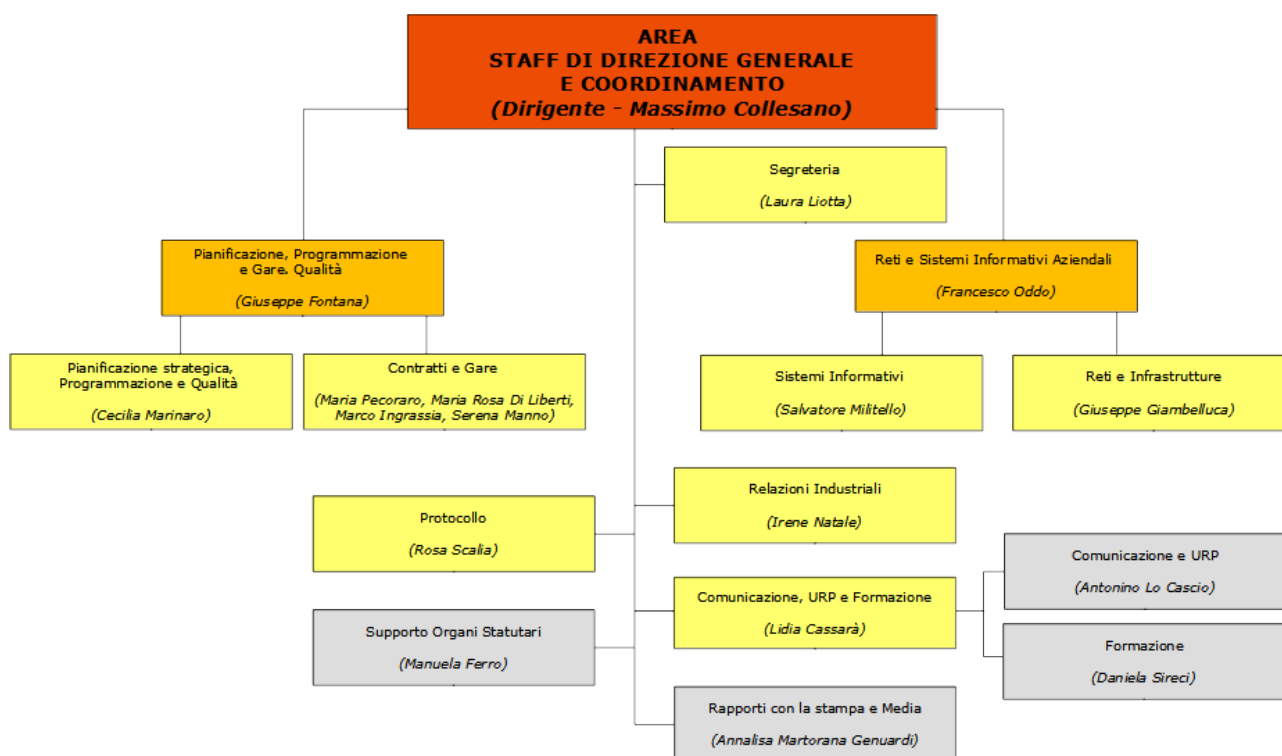 AREA
STAFF DI DIREZIONE GENERALE
E COORDINAMENTO
(Dirigente - Massimo Collesano)
Segreteria
(Laura Liotta)
Pianificazione, Programmazione
e Gare. Qualità
(Giuseppe Fontana)
Reti e Sistemi Informativi Aziendali
(Francesco Oddo)
Pianificazione strategica,
Programmazione e Qualità
(Cecilia Marinaro)
Contratti e Gare
(Maria Pecoraro, Maria Rosa Di Liberti,
Marco Ingrassia, Serena Manno)
Sistemi Informativi
(Salvatore Militello)
Reti e Infrastrutture
(Giuseppe Giambelluca)
Relazioni Industriali
(Irene Natale)
Protocollo
(Rosa Scalia)
Comunicazione e URP
(Antonino Lo Cascio)
Comunicazione, URP e Formazione
(Lidia Cassarà)
Supporto Organi Statutari
(Manuela Ferro)
Formazione
(Daniela Sireci)
Rapporti con la stampa e Media
(Annalisa Martorana Genuardi)